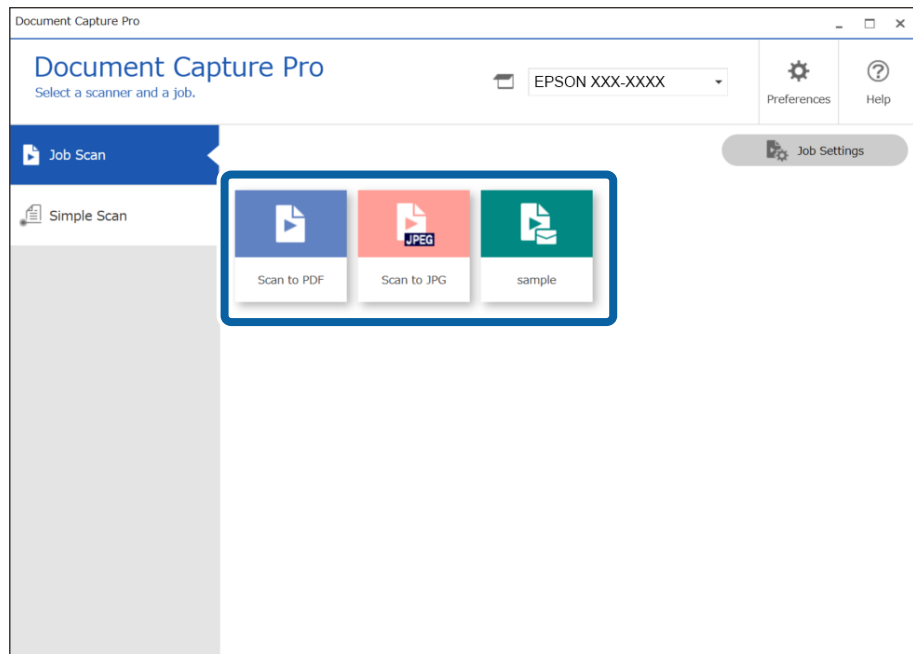 Document Capture Pro
Document Capture Pro
Select a scanner and a job.
EPSON XXX-XXXX
Preferences
Help
Job Scan
Job Settings
Simple Scan
JPEG
Scan to PDF
Scan to JPG
sample